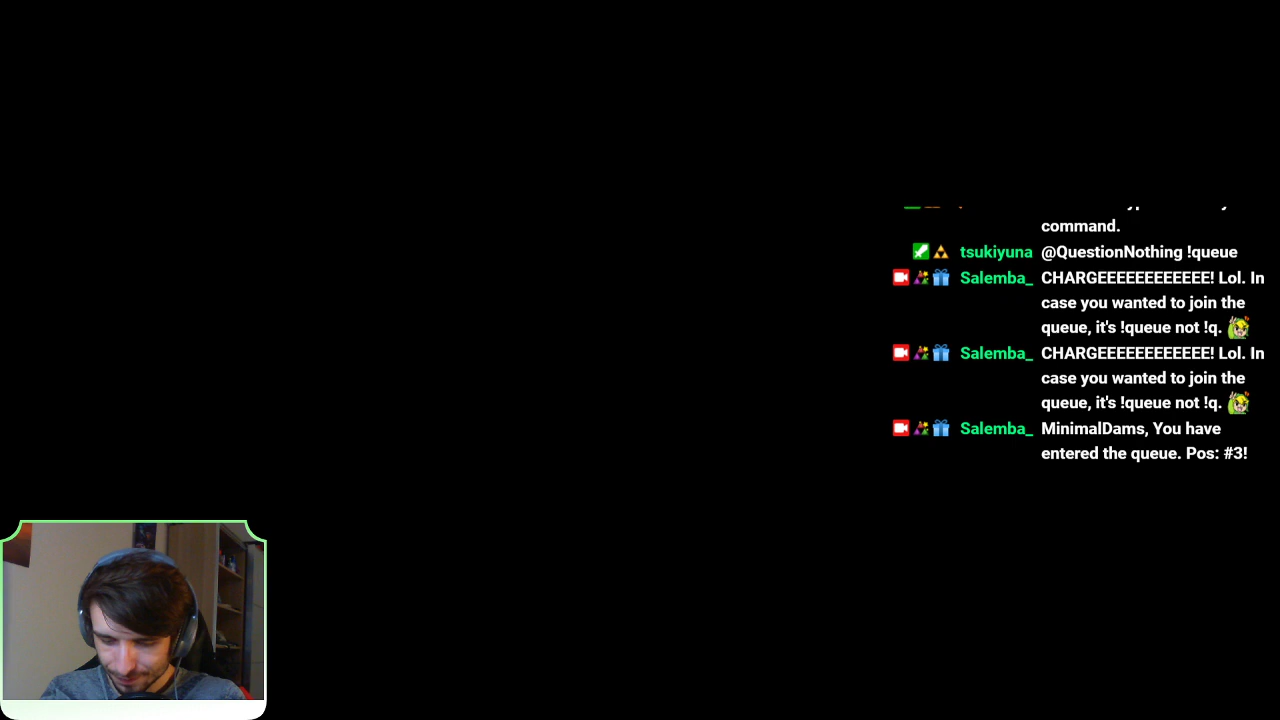 command.
tsukiyuna @QuestionNothing !queue
Salemba_ CHARGEEEEEEEEEEEE! Lol. In
case you wanted to join the
queue, it's !queue not !q.
Salemba_ CHARGEEEEEEEEEEEE! Lol. In
case you wanted to join the
queue, it's !queue not !q.
Salemba_ MinimalDams, You have
entered the queue. Pos: #3!